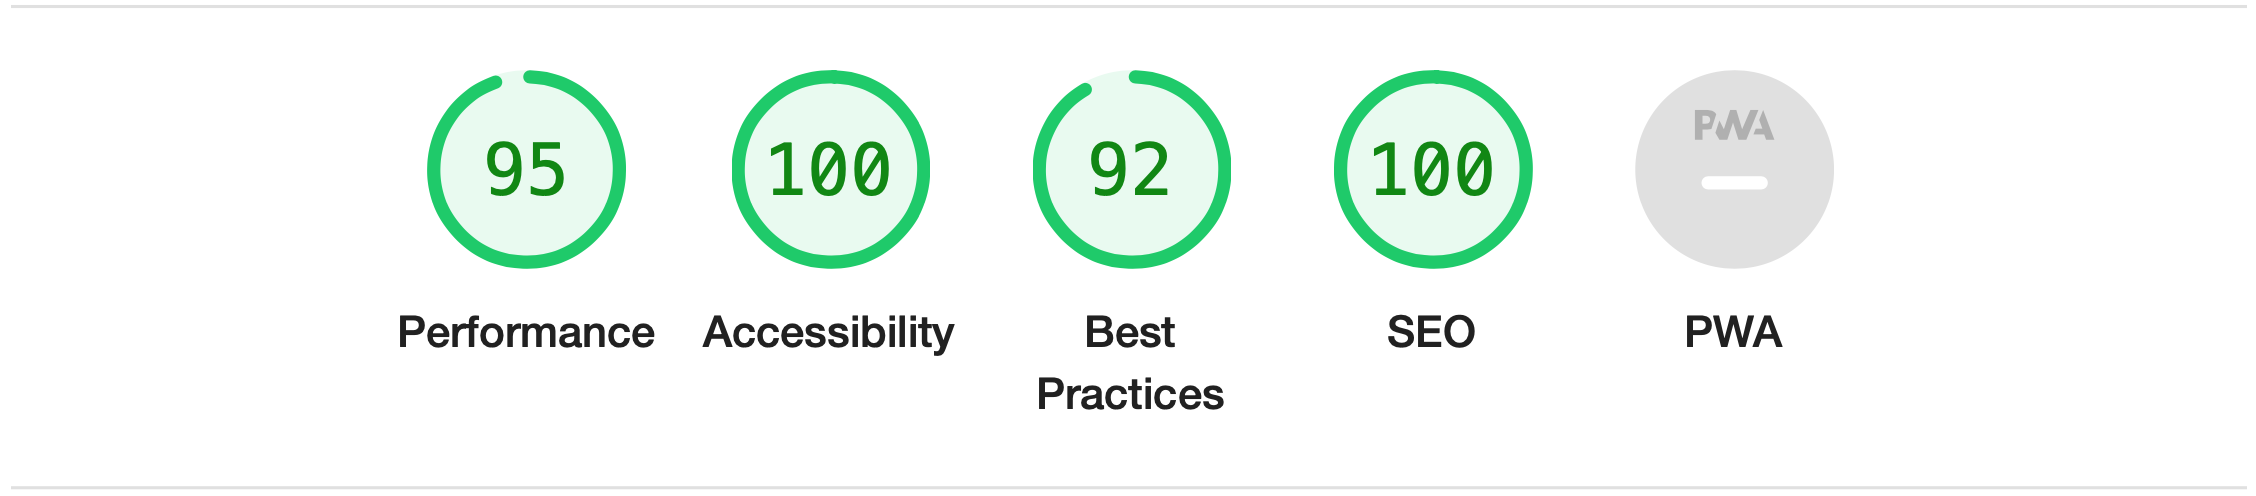 95
100
92
100
PWA
Performance
Accessibility
Best
Practices
SEO
PWA